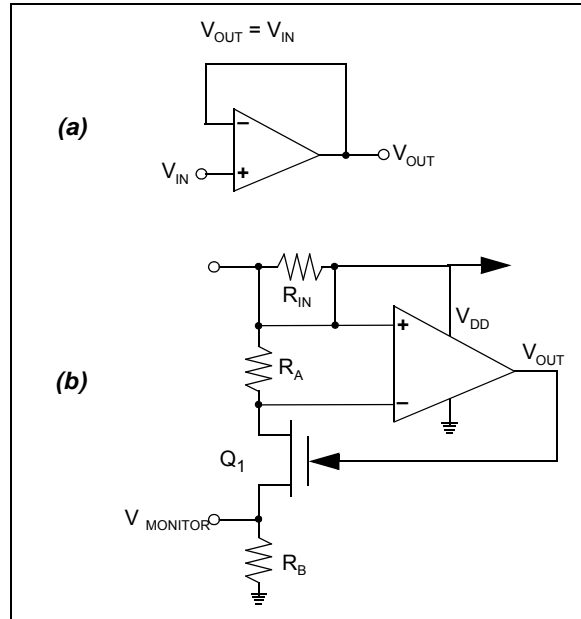 V_OUT = V_IN
(a)
−
V_IN
+
V_OUT
R_IN
V_DD
+
V_OUT
R_A
(b)
−
Q_1
V_MONITOR
R_B